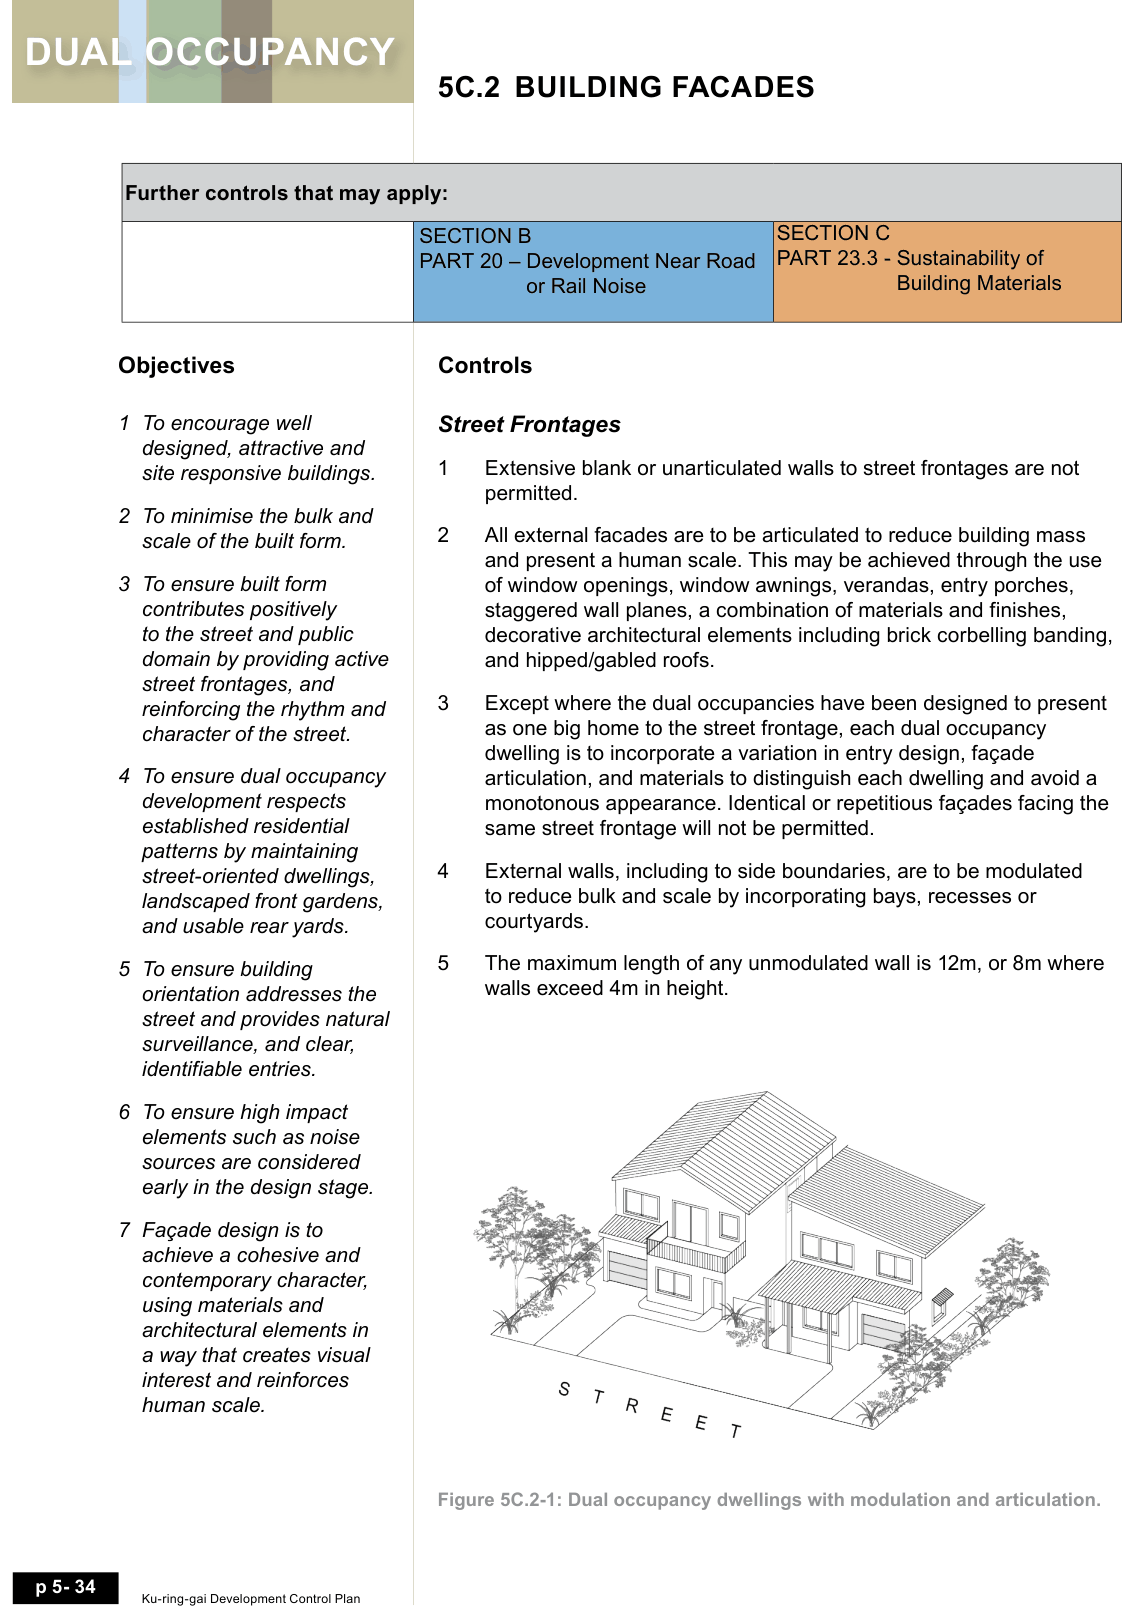 DUAL OCCUPANCY
5C.2 BUILDING FACADES
Further controls that may apply:
SECTION B
PART 20 – Development Near Road
or Rail Noise
SECTION C
PART 23.3 - Sustainability of
Building Materials
Objectives
1 To encourage well
designed, attractive and
site responsive buildings.
2 To minimise the bulk and
scale of the built form.
3 To ensure built form
contributes positively
to the street and public
domain by providing active
street frontages, and
reinforcing the rhythm and
character of the street.
4 To ensure dual occupancy
development respects
established residential
patterns by maintaining
street-oriented dwellings,
landscaped front gardens,
and usable rear yards.
5 To ensure building
orientation addresses the
street and provides natural
surveillance, and clear,
identifiable entries.
6 To ensure high impact
elements such as noise
sources are considered
early in the design stage.
7 Façade design is to
achieve a cohesive and
contemporary character,
using materials and
architectural elements in
a way that creates visual
interest and reinforces
human scale.
Controls
Street Frontages
1 Extensive blank or unarticulated walls to street frontages are not
permitted.
2 All external facades are to be articulated to reduce building mass
and present a human scale. This may be achieved through the use
of window openings, window awnings, verandas, entry porches,
staggered wall planes, a combination of materials and finishes,
decorative architectural elements including brick corbelling banding,
and hipped/gabled roofs.
3 Except where the dual occupancies have been designed to present
as one big home to the street frontage, each dual occupancy
dwelling is to incorporate a variation in entry design, façade
articulation, and materials to distinguish each dwelling and avoid a
monotonous appearance. Identical or repetitious façades facing the
same street frontage will not be permitted.
4 External walls, including to side boundaries, are to be modulated
to reduce bulk and scale by incorporating bays, recesses or
courtyards.
5 The maximum length of any unmodulated wall is 12m, or 8m where
walls exceed 4m in height.
STREET
Figure 5C.2-1: Dual occupancy dwellings with modulation and articulation.
p 5- 34
Ku-ring-gai Development Control Plan